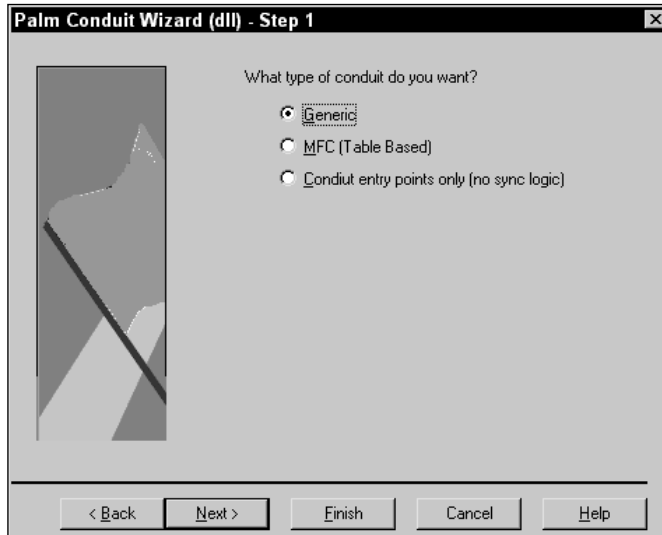 Palm Conduit Wizard (dll) - Step 1
What type of conduit do you want?
Generic
MFC (Table Based)
Condiut entry points only (no sync logic)
< Back Next > Finish Cancel Help